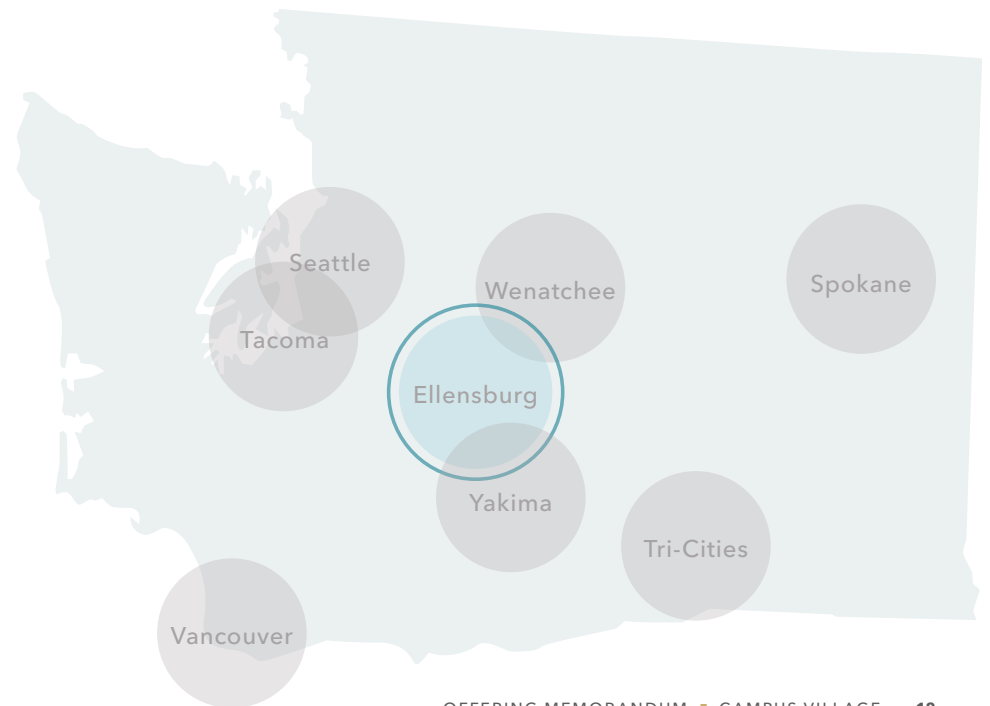 Seattle
Wenatchee
Spokane
Tacoma
Ellensburg
Yakima
Tri-Cities
Vancouver
OFFERING MEMORANDUM - CAMPUS VILLAGE